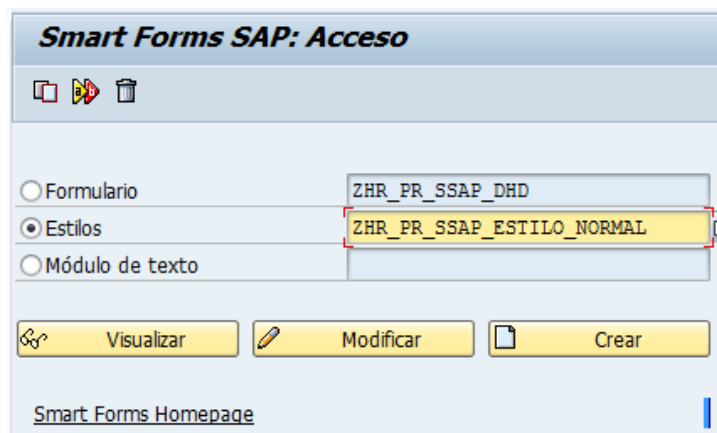 Smart Forms SAP: Acceso
Formulario ZHR_PR_SSAP_DHD
Estilos ZHR_PR_SSAP_ESTILO_NORMAL
Módulo de texto
Visualizar Modificar Crear
Smart Forms Homepage